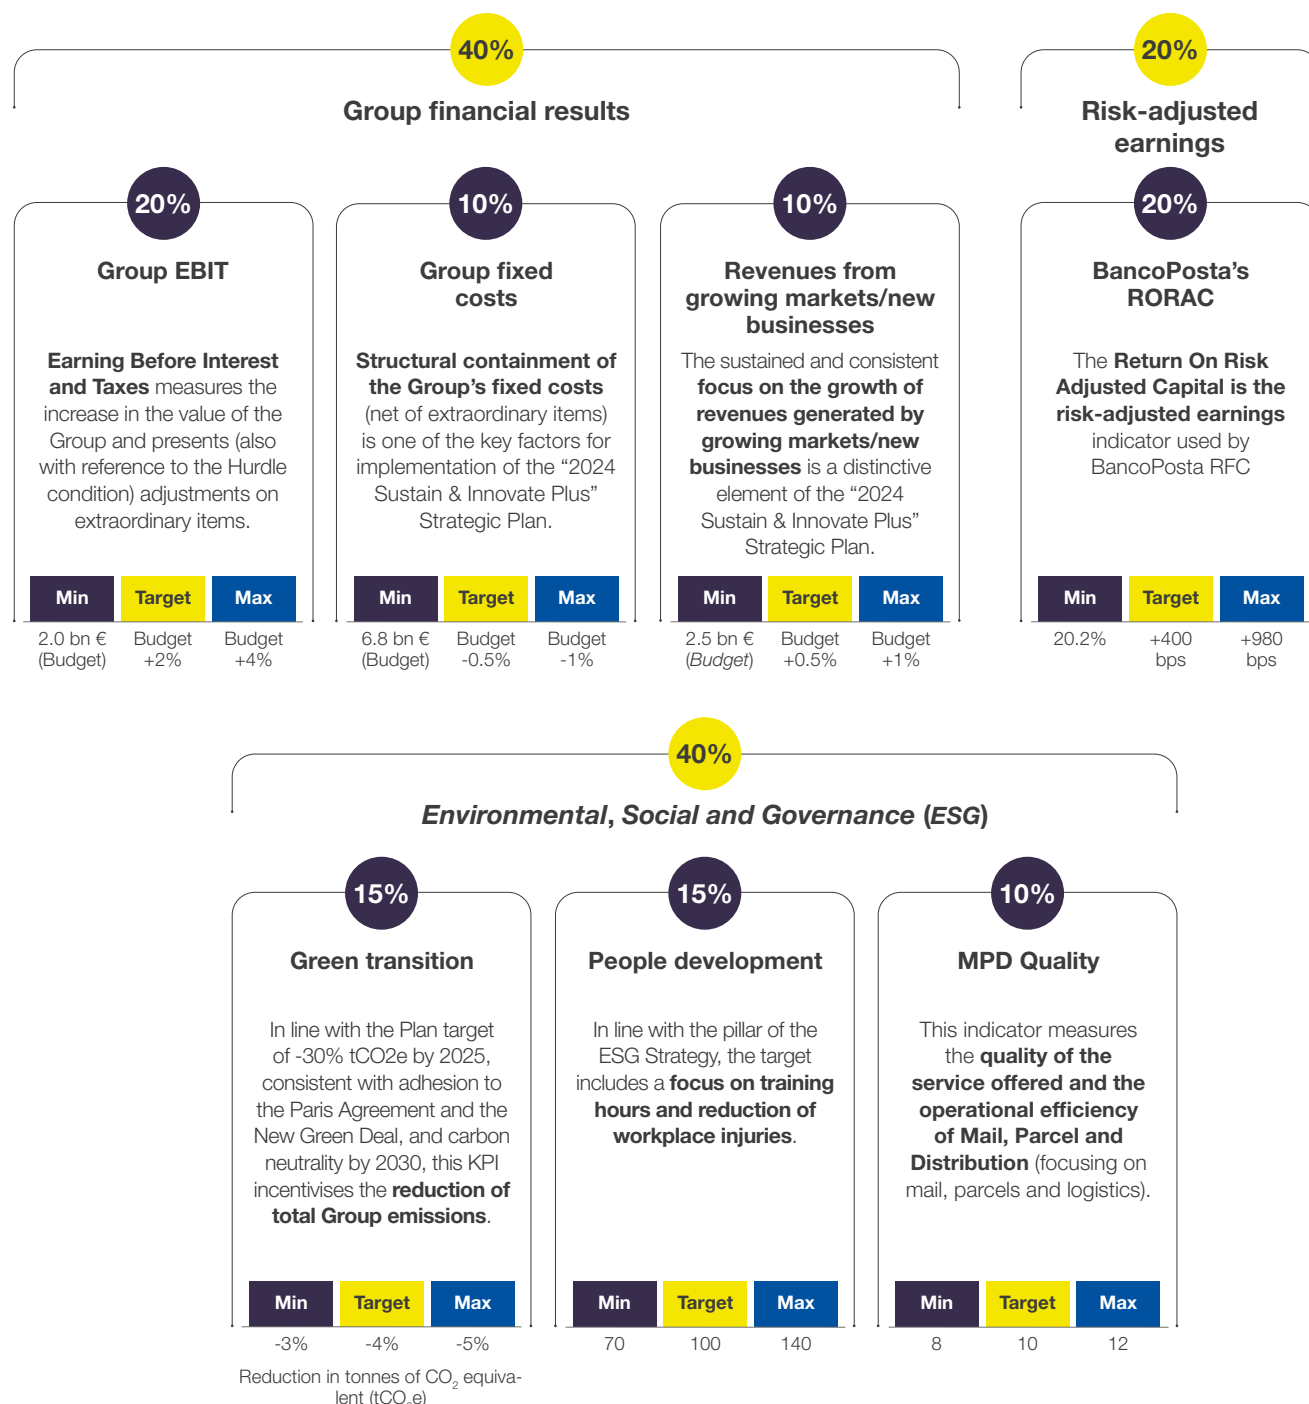 40%
Group financial results
20%
Risk-adjusted
earnings
20%
Group EBIT
Earning Before Interest
and Taxes measures the
increase in the value of the
Group and presents (also
with reference to the Hurdle
condition) adjustments on
extraordinary items.
Min Target Max
2.0 bn €
(Budget)
Budget
+2%
Budget
+4%
10%
Group fixed
costs
Structural containment of
the Group's fixed costs
(net of extraordinary items)
is one of the key factors for
implementation of the “2024
Sustain & Innovate Plus”
Strategic Plan.
Min Target Max
6.8 bn €
(Budget)
Budget
-0.5%
Budget
-1%
10%
Revenues from
growing markets/new
businesses
The sustained and consistent
focus on the growth of
revenues generated by
growing markets/new
businesses is a distinctive
element of the “2024
Sustain & Innovate Plus”
Strategic Plan.
Min Target Max
2.5 bn €
(Budget)
Budget
+0.5%
Budget
+1%
20%
BancoPosta’s
RORAC
The Return On Risk
Adjusted Capital is the
risk-adjusted earnings
indicator used by
BancoPosta RFC
Min Target Max
20.2%
+400
bps
+980
bps
40%
Environmental, Social and Governance (ESG)
15%
Green transition
In line with the Plan target
of -30% tCO2e by 2025,
consistent with adhesion to
the Paris Agreement and the
New Green Deal, and carbon
neutrality by 2030, this KPI
incentivises the reduction of
total Group emissions.
Min Target Max
-3% -4% -5%
Reduction in tonnes of CO₂ equiva-
lent (tCO₂e)
15%
People development
In line with the pillar of the
ESG Strategy, the target
includes a focus on training
hours and reduction of
workplace injuries.
Min Target Max
70 100 140
10%
MPD Quality
This indicator measures
the quality of the
service offered and the
operational efficiency
of Mail, Parcel and
Distribution (focusing on
mail, parcels and logistics).
Min Target Max
8 10 12